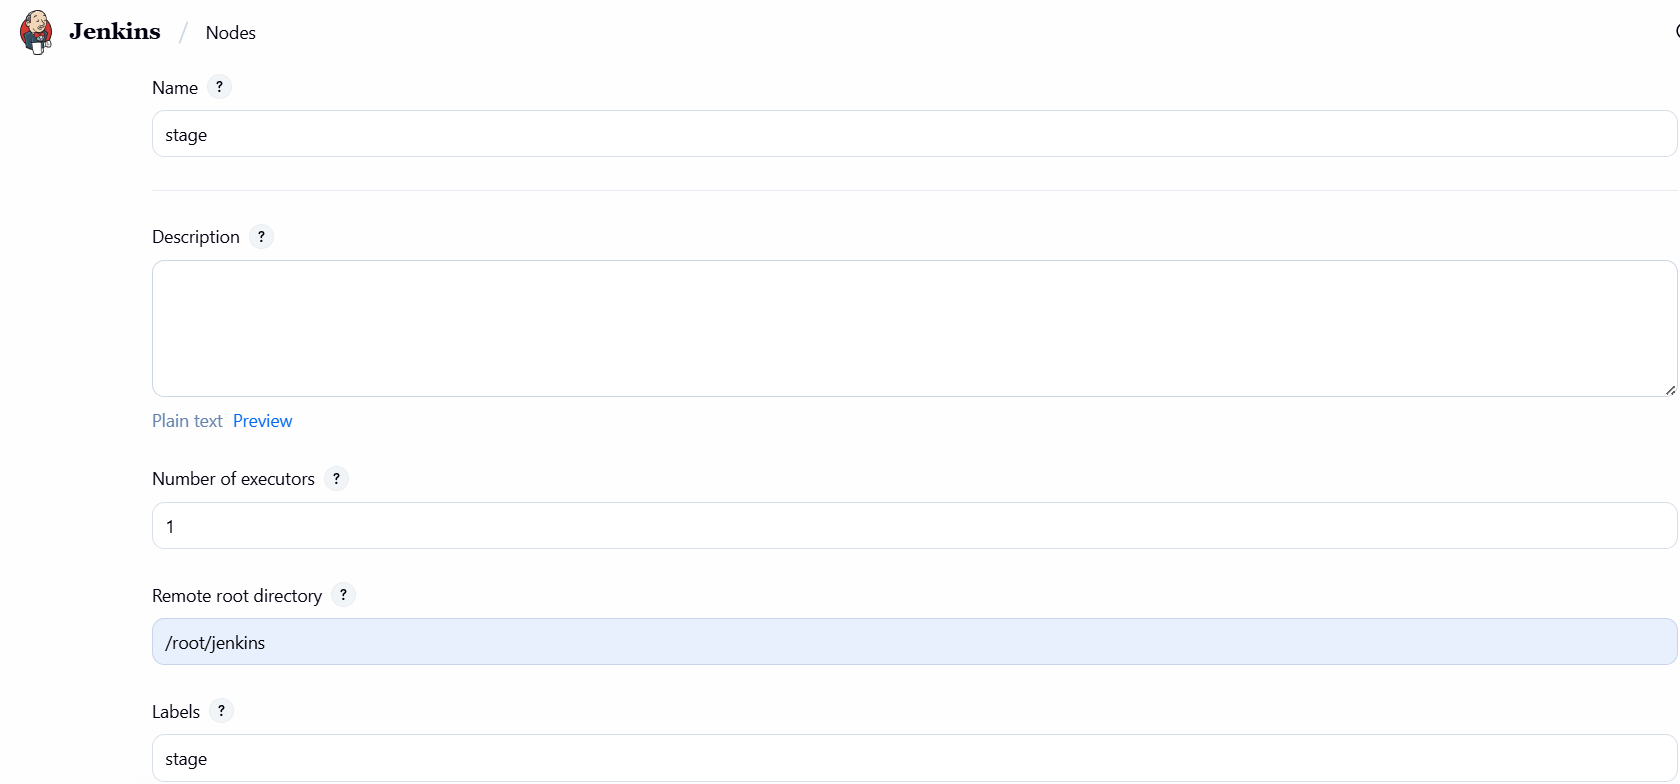 Jenkins / Nodes
Name ?
stage
Description ?
Plain text Preview
Number of executors ?
1
Remote root directory ?
/root/jenkins
Labels ?
stage